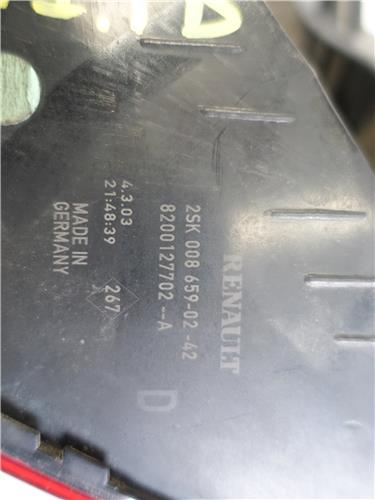 RENAULT
2SK 008 659-02 -42
8200127702 --A
4.3.03
21:48:39
267
MADE IN
GERMANY
D